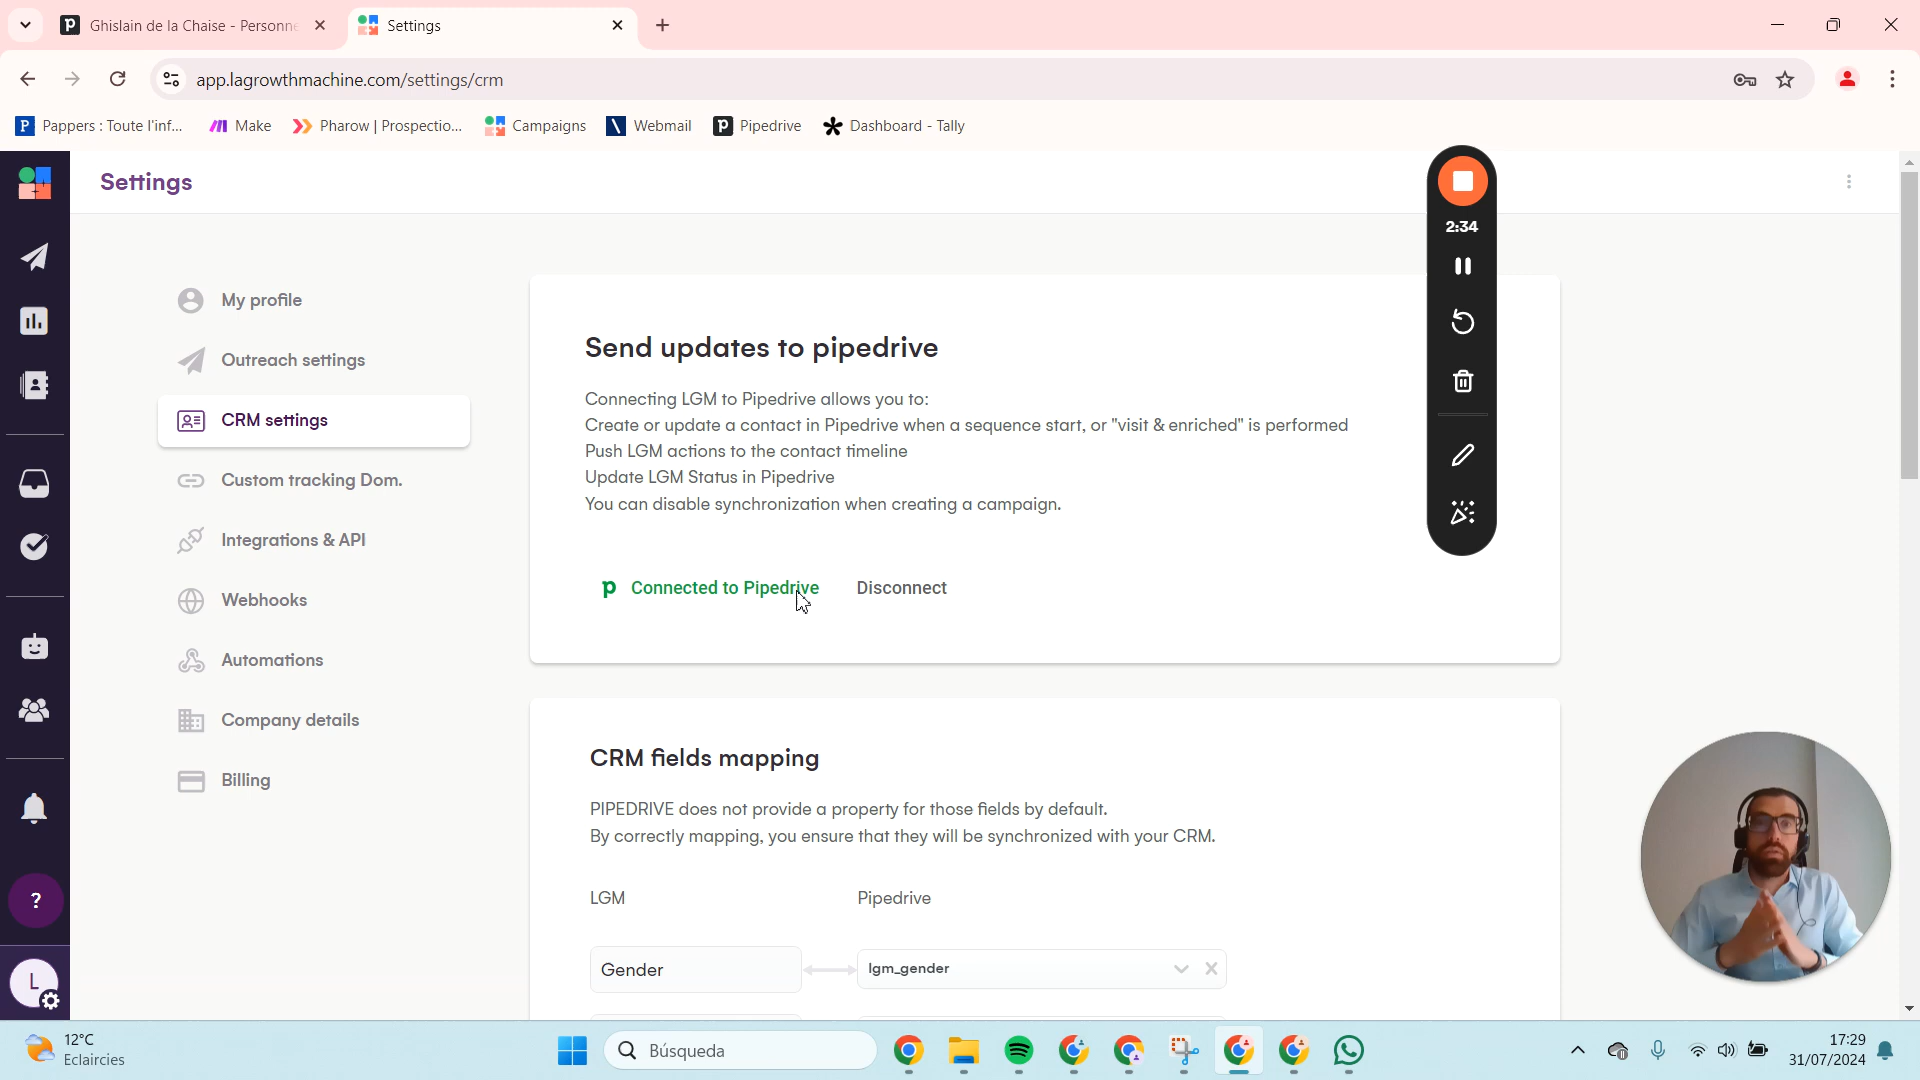 Ghislain de la Chaise - Personne
Settings
app.lagrowthmachine.com/settings/crm
Pappers : Toute l'inf...
Make
Pharow | Prospectio...
Campaigns
Webmail
Pipedrive
Dashboard - Tally
Settings
2:34
My profile
Outreach settings
CRM settings
Custom tracking Dom.
Integrations & API
Webhooks
Automations
Company details
Billing
Send updates to pipedrive
Connecting LGM to Pipedrive allows you to:
Create or update a contact in Pipedrive when a sequence start, or "visit & enriched" is performed
Push LGM actions to the contact timeline
Update LGM Status in Pipedrive
You can disable synchronization when creating a campaign.
Connected to Pipedrive
Disconnect
CRM fields mapping
PIPEDRIVE does not provide a property for those fields by default.
By correctly mapping, you ensure that they will be synchronized with your CRM.
LGM
Pipedrive
Gender
lgm_gender
?
L
12°C
Eclaircies
Búsqueda
17:29
31/07/2024